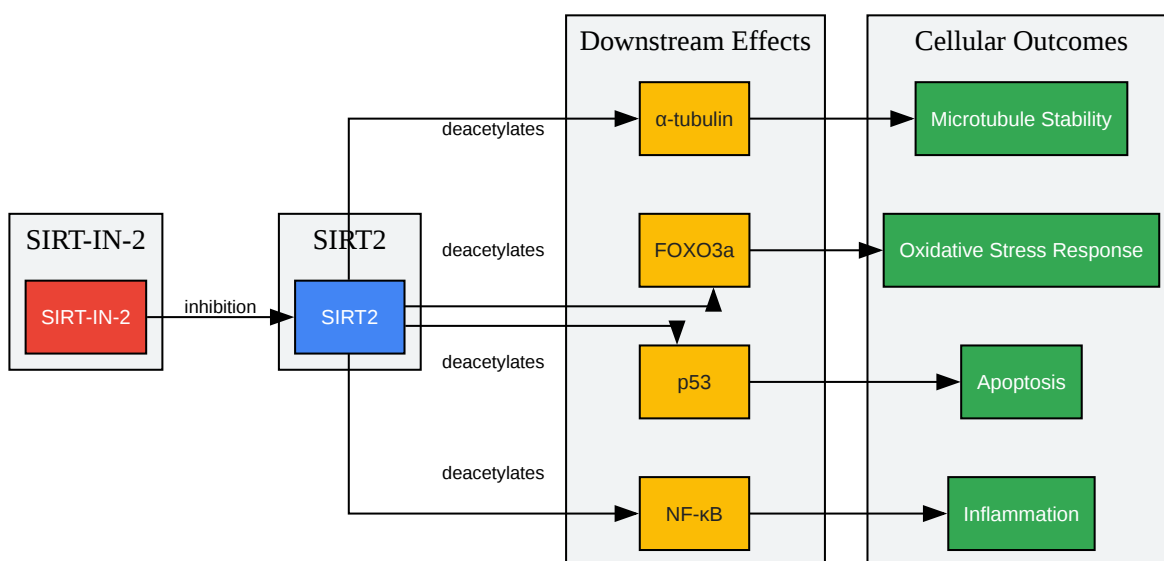 Downstream Effects
Cellular Outcomes
α-tubulin
Microtubule Stability
deacetylates
SIRT-IN-2
SIRT2
deacetylates
FOXO3a
Oxidative Stress Response
SIRT-IN-2
inhibition
SIRT2
deacetylates
p53
Apoptosis
deacetylates
NF-κB
Inflammation